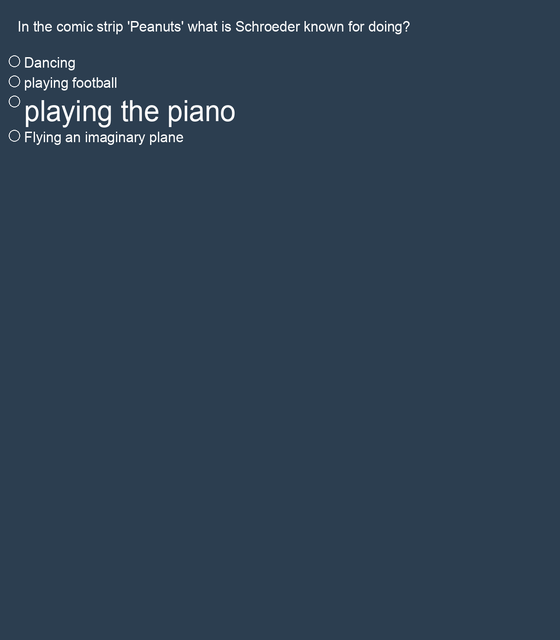 In the comic strip 'Peanuts' what is Schroeder known for doing?
Dancing
playing football
playing the piano
Flying an imaginary plane